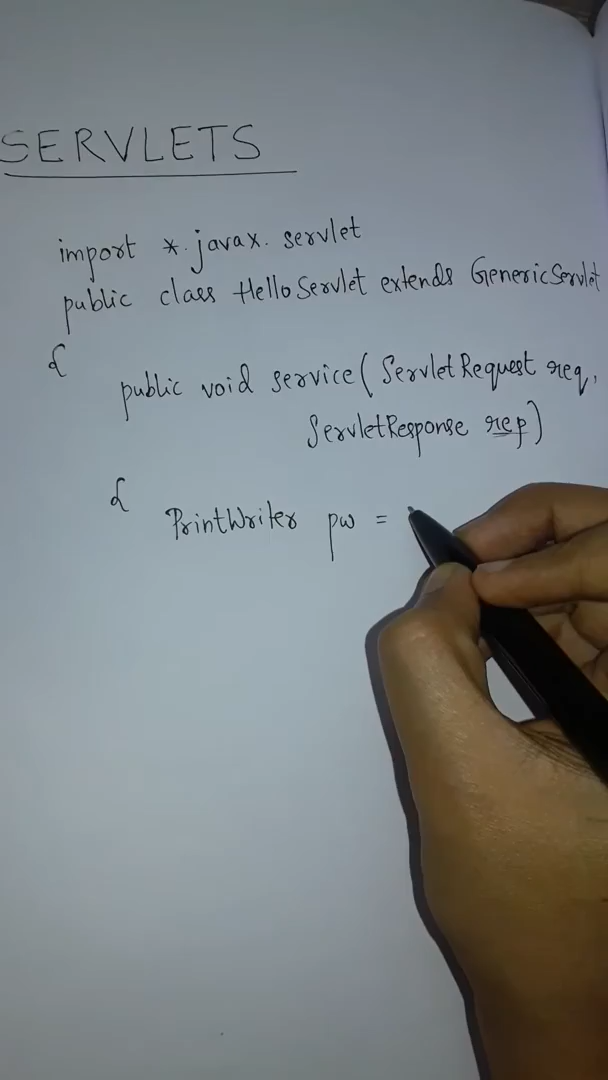 SERVLETS
import *.javax.servlet
public class HelloServlet extends GenericServlet
{
public void service(ServletRequest req,
ServletResponse rep)
{
PrintWriter pw =